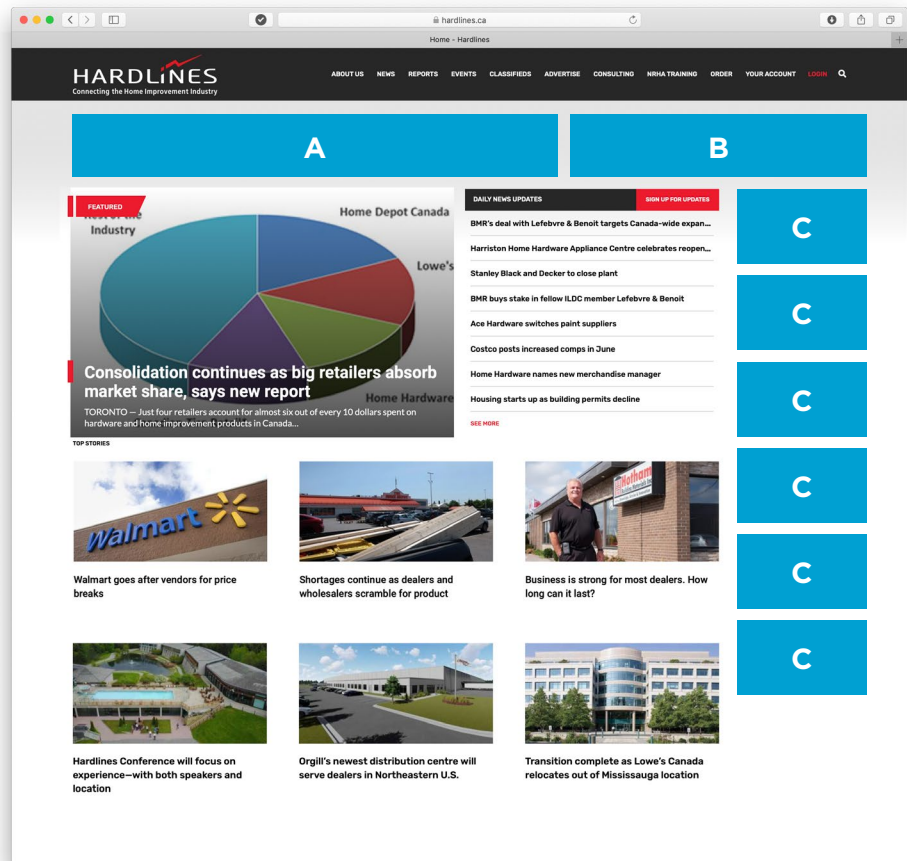 hardlines.ca
Home – Hardlines
HARDLINES
Connecting the Home Improvement Industry
ABOUT US NEWS REPORTS EVENTS CLASSIFIEDS ADVERTISE CONSULTING NRHA TRAINING ORDER YOUR ACCOUNT LOGIN
A
B
FEATURED
Rest of the
Industry
Home Depot Canada
Lowe's
Home Hardware
Consolidation continues as big retailers absorb
market share, says new report
TORONTO — Just four retailers account for almost six out of every 10 dollars spent on
hardware and home improvement products in Canada...
DAILY NEWS UPDATES
SIGN UP FOR UPDATES
BMR's deal with Lefebvre & Benoit targets Canada-wide expan...
Harriston Home Hardware Appliance Centre celebrates reopen...
Stanley Black and Decker to close plant
BMR buys stake in fellow ILDC member Lefebvre & Benoit
Ace Hardware switches paint suppliers
Costco posts increased comps in June
Home Hardware names new merchandise manager
Housing starts up as building permits decline
SEE MORE
C
C
C
C
C
C
TOP STORIES
Walmart
Hotham
Walmart goes after vendors for price
breaks
Shortages continue as dealers and
wholesalers scramble for product
Business is strong for most dealers. How
long can it last?
Hardlines Conference will focus on
experience—with both speakers and
location
Orgill's newest distribution centre will
serve dealers in Northeastern U.S.
Transition complete as Lowe's Canada
relocates out of Mississauga location